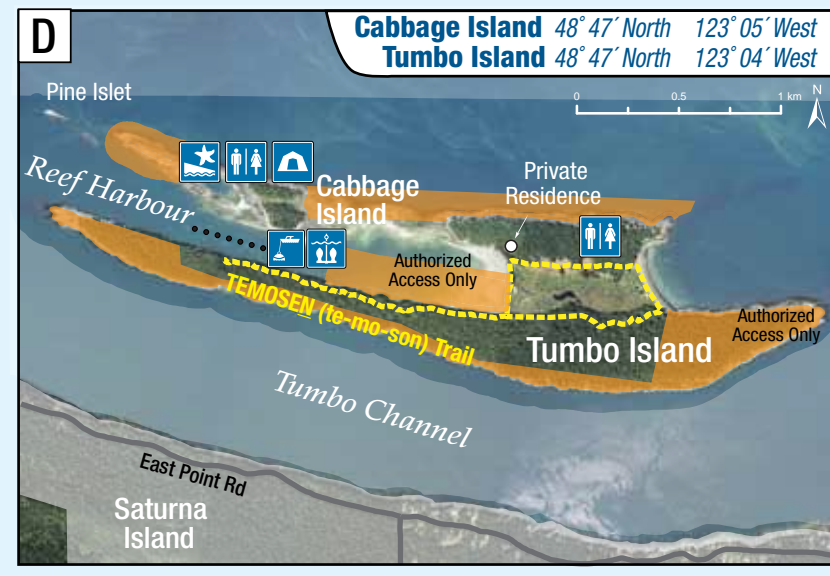 D
Cabbage Island 48° 47´ North 123° 05´ West
Tumbo Island 48° 47´ North 123° 04´ West
Pine Islet
0 0.5 1 km
N
Reef Harbour
Cabbage
Island
Private
Residence
Authorized
Access Only
TEMOSEN (te-mo-son) Trail
Tumbo Island
Authorized
Access Only
Tumbo Channel
East Point Rd
Saturna
Island